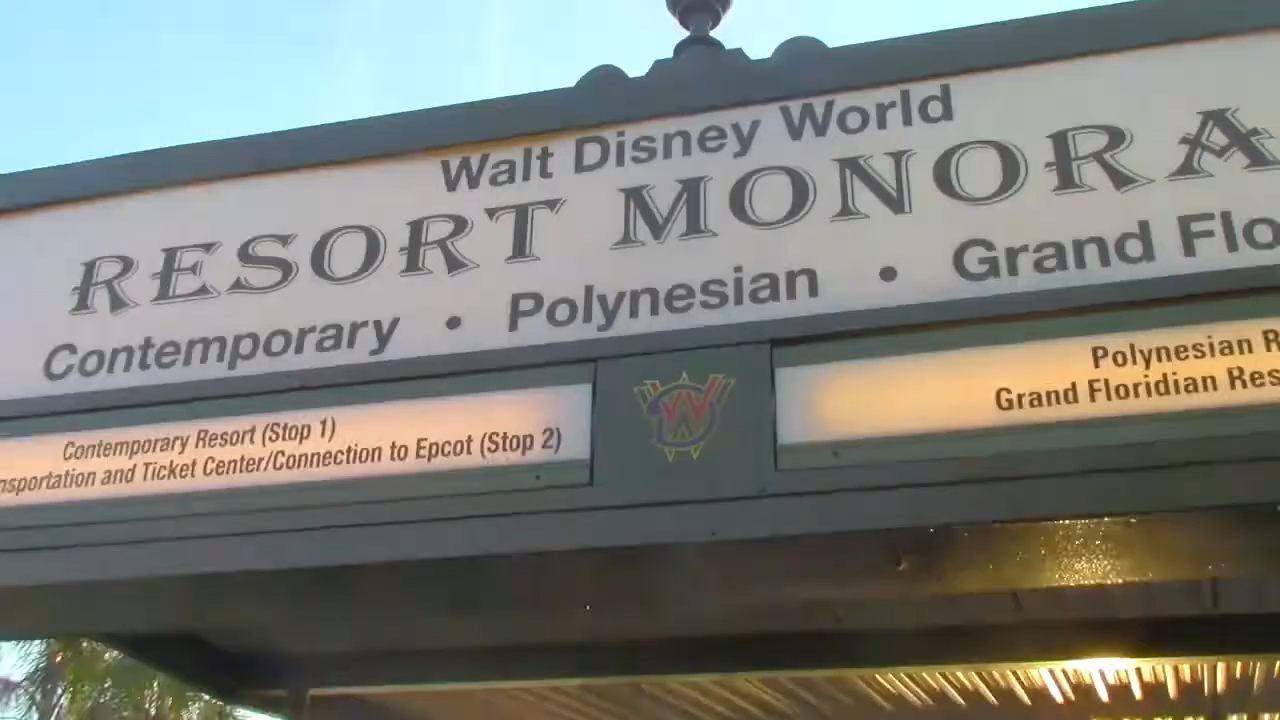 Walt Disney World
RESORT MONORA
Contemporary • Polynesian • Grand Flo
Contemporary Resort (Stop 1)
nsportation and Ticket Center/Connection to Epcot (Stop 2)
Polynesian R
Grand Floridian Res